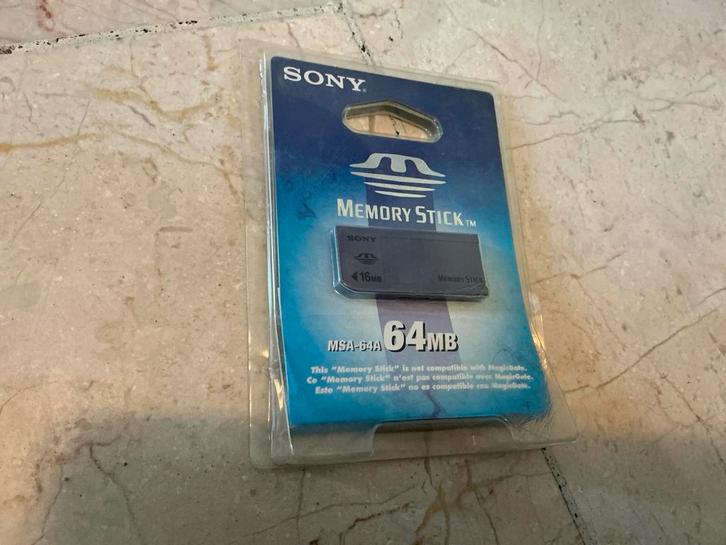 SONY®
MEMORY STICK™
SONY
◀16MB
MEMORY STICK
MSA-64A 64MB
This "Memory Stick" is not compatible with MagicGate.
Ce "Memory Stick" n'est pas compatible avec MagicGate.
Este "Memory Stick" no es compatible con MagicGate.